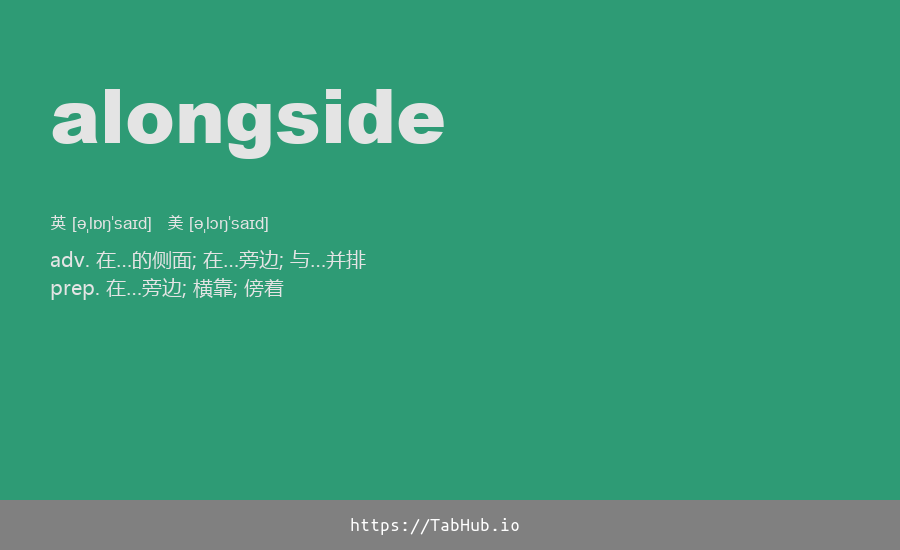 alongside
英 [əˌlɒŋˈsaɪd] 美 [əˌlɔŋˈsaɪd]
adv. 在...的侧面; 在...旁边; 与...并排
prep. 在...旁边; 横靠; 傍着
https://TabHub.io